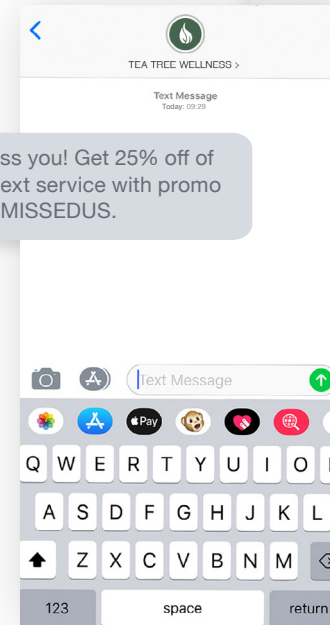 TEA TREE WELLNESS >
Text Message
Today: 09:29
ss you! Get 25% off of
ext service with promo
MISSEDUS.
Text Message
Pay
Q W E R T Y U I O
A S D F G H J K L
Z X C V B N M
123 space return